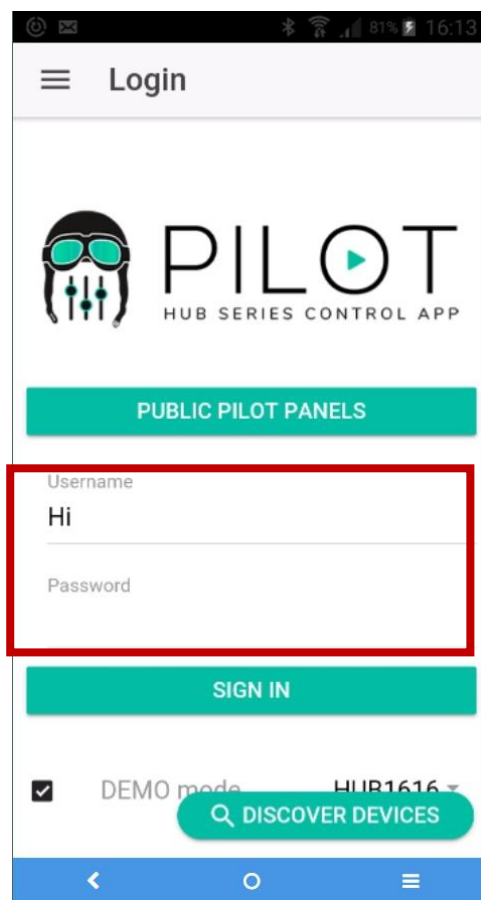 81% 16:13
Login
PILOT
HUB SERIES CONTROL APP
PUBLIC PILOT PANELS
Username
Hi
Password
SIGN IN
DEMO mode HUB1616
DISCOVER DEVICES